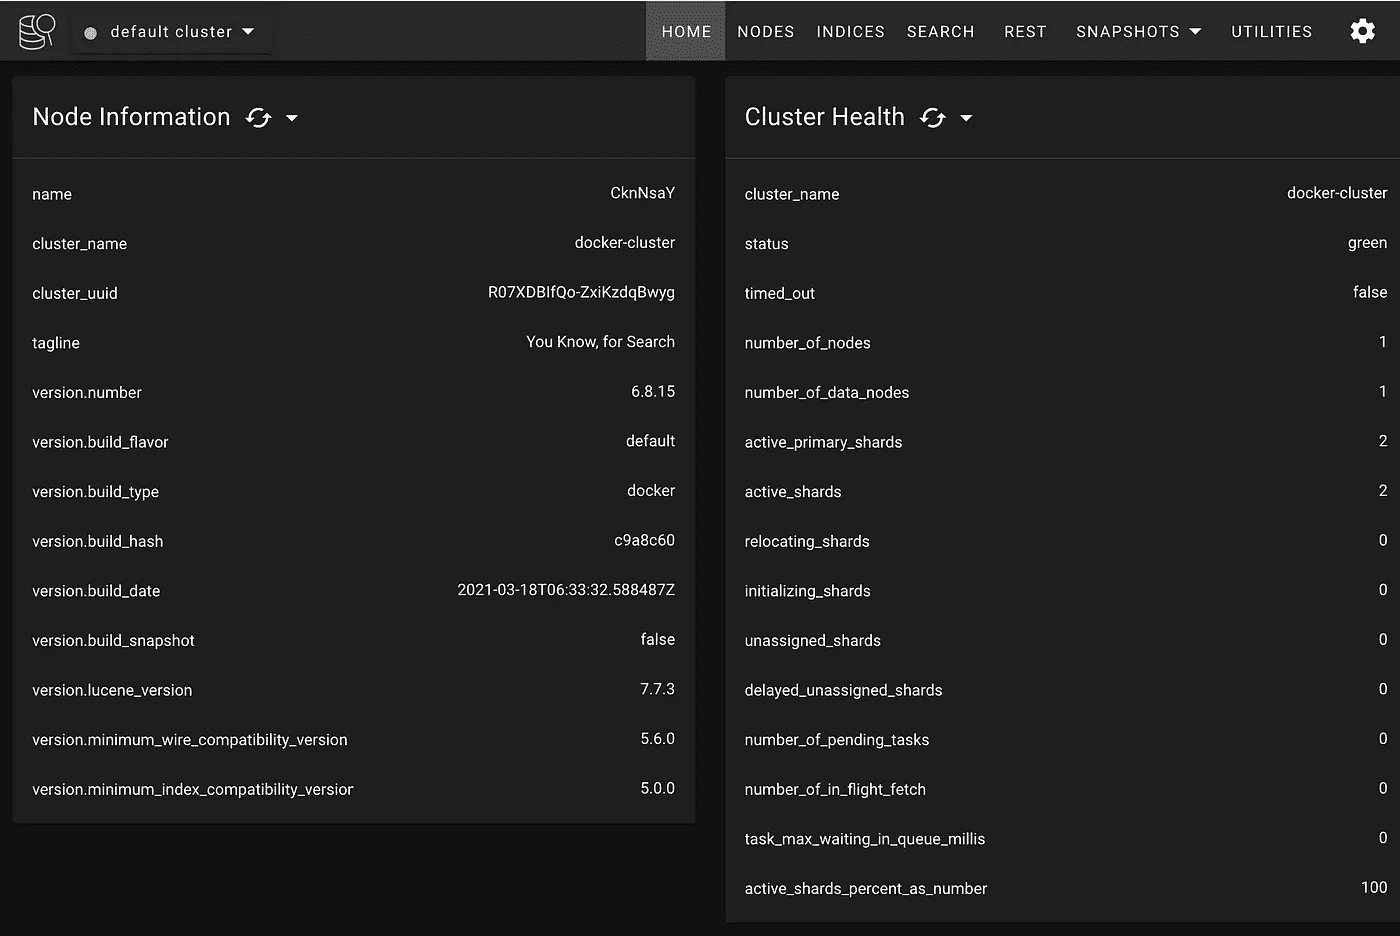 default cluster HOME NODES INDICES SEARCH REST SNAPSHOTS UTILITIES
Node Information
name CknNsaY
cluster_name docker-cluster
cluster_uuid R07XDBIfQo-ZxiKzdqBwyg
tagline You Know, for Search
version.number 6.8.15
version.build_flavor default
version.build_type docker
version.build_hash c9a8c60
version.build_date 2021-03-18T06:33:32.588487Z
version.build_snapshot false
version.lucene_version 7.7.3
version.minimum_wire_compatibility_version 5.6.0
version.minimum_index_compatibility_version 5.0.0
Cluster Health
cluster_name docker-cluster
status green
timed_out false
number_of_nodes 1
number_of_data_nodes 1
active_primary_shards 2
active_shards 2
relocating_shards 0
initializing_shards 0
unassigned_shards 0
delayed_unassigned_shards 0
number_of_pending_tasks 0
number_of_in_flight_fetch 0
task_max_waiting_in_queue_millis 0
active_shards_percent_as_number 100